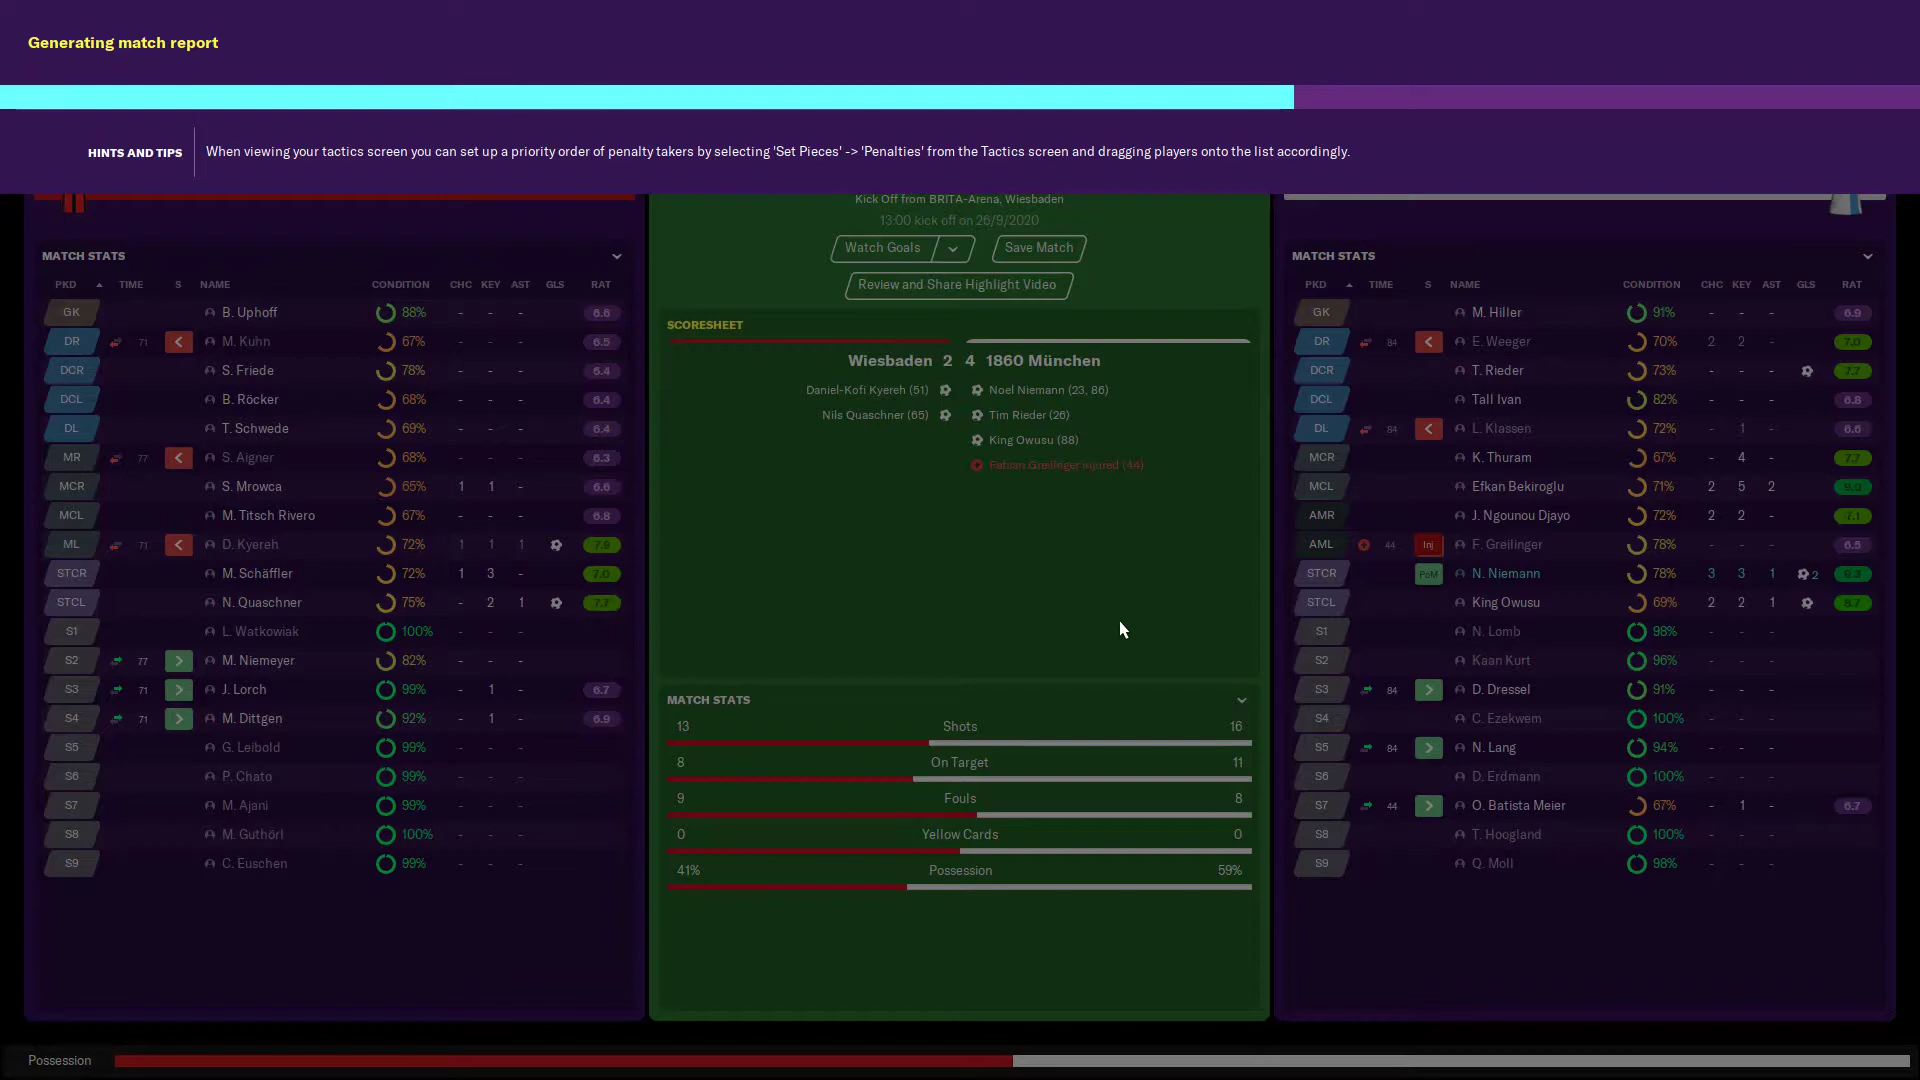 Generating match report
HINTS AND TIPS When viewing your tactics screen you can set up a priority order of penalty takers by selecting 'Set Pieces' -> 'Penalties' from the Tactics screen and dragging players onto the list accordingly.
Kick Off from BRITA-Arena, Wiesbaden
13:00 kick off on 26/9/2020
Watch Goals Save Match
Review and Share Highlight Video
MATCH STATS
PKD TIME S NAME CONDITION CHC KEY AST GLS RAT
GK B. Uphoff 88% - - - 6.6
DR 71 M. Kuhn 67% - - - 6.5
DCR S. Friede 78% - - - 6.4
DCL B. Röcker 68% - - - 6.4
DL T. Schwede 69% - - - 6.4
MR 77 S. Aigner 68% - - - 6.3
MCR S. Mrowca 65% 1 1 - 6.6
MCL M. Titsch Rivero 67% - - - 6.8
ML 71 D. Kyereh 72% 1 1 1 7.9
STCR M. Schäffler 72% 1 3 - 7.0
STCL N. Quaschner 75% - 2 1 7.7
S1 L. Watkowiak 100% - - -
S2 77 M. Niemeyer 82% - - -
S3 71 J. Lorch 99% - 1 - 6.7
S4 71 M. Dittgen 92% - 1 - 6.9
S5 G. Leibold 99% - - -
S6 P. Chato 99% - - -
S7 M. Ajani 99% - - -
S8 M. Guthörl 100% - - -
S9 C. Euschen 99% - - -
SCORESHEET
Wiesbaden 2 4 1860 München
Daniel-Kofi Kyereh (51) Noel Niemann (23, 86)
Nils Quaschner (65) Tim Rieder (26)
King Owusu (88)
Fabian Greilinger injured (44)
MATCH STATS
13 Shots 16
8 On Target 11
9 Fouls 8
0 Yellow Cards 0
41% Possession 59%
MATCH STATS
PKD TIME S NAME CONDITION CHC KEY AST GLS RAT
GK M. Hiller 91% - - - 6.9
DR 84 E. Weeger 70% 2 2 - 7.0
DCR T. Rieder 73% - - - 7.7
DCL Tall Ivan 82% - - - 6.8
DL 84 L. Klassen 72% - 1 - 6.6
MCR K. Thuram 67% - 4 - 7.7
MCL Efkan Bekiroglu 71% 2 5 2
AMR J. Ngounou Djayo 72% 2 2 - 7.1
AML 44 Inj F. Greilinger 78% - - - 6.5
STCR PoM N. Niemann 78% 3 3 1 2 9.3
STCL King Owusu 69% 2 2 1 8.7
S1 N. Lomb 98% - - -
S2 Kaan Kurt 96% - - -
S3 84 D. Dressel 91% - - -
S4 C. Ezekwem 100% - - -
S5 84 N. Lang 94% - - -
S6 D. Erdmann 100% - - -
S7 44 O. Batista Meier 67% - 1 - 6.7
S8 T. Hoogland 100% - - -
S9 Q. Moll 98% - - -
Possession